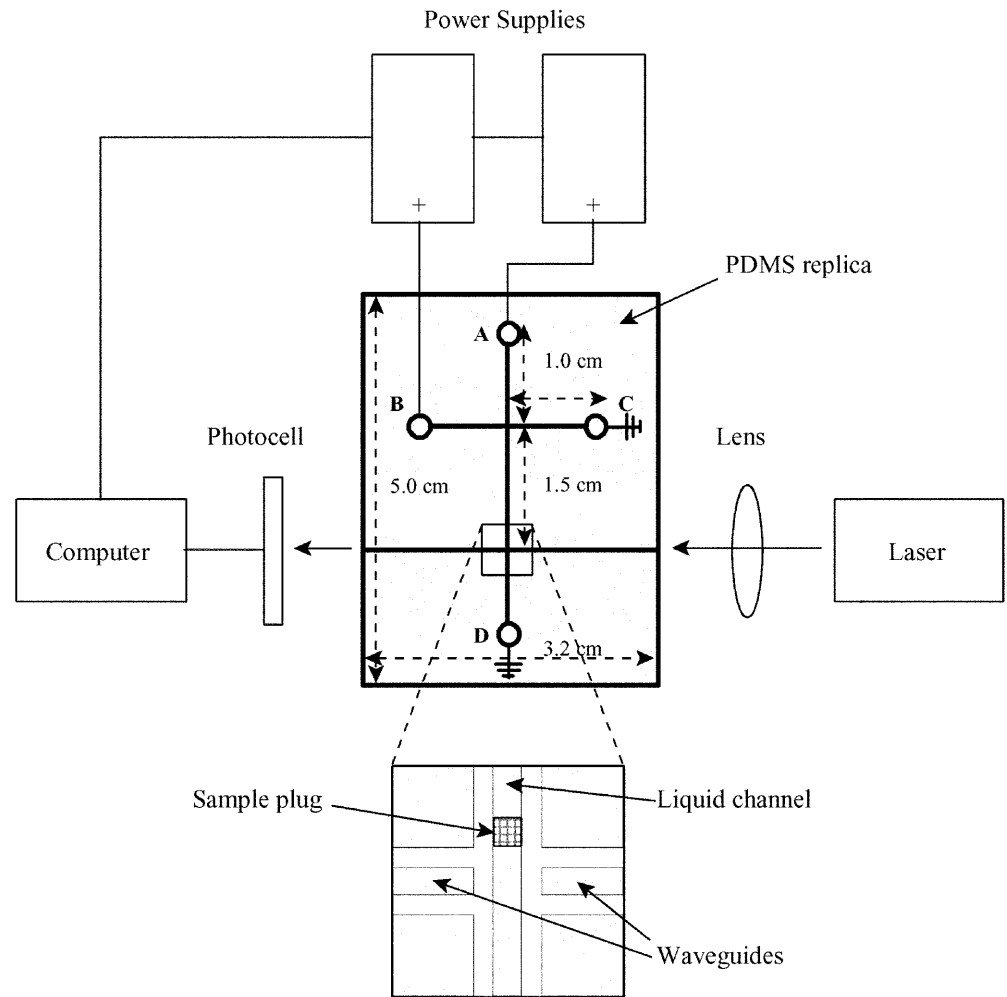 Power Supplies
+
+
PDMS replica
A
1.0 cm
B
C
Photocell
Lens
5.0 cm
1.5 cm
Computer
Laser
D
3.2 cm
Sample plug
Liquid channel
Waveguides